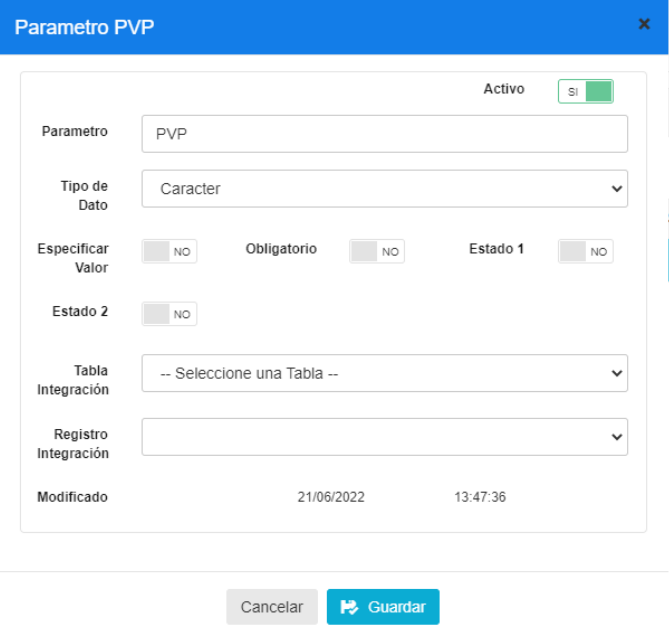 Parametro PVP
Activo SI
Parametro PVP
Tipo de
Dato
Caracter
Especificar
Valor
NO
Obligatorio NO
Estado 1 NO
Estado 2 NO
Tabla
Integración
-- Seleccione una Tabla --
Registro
Integración
Modificado 21/06/2022 13:47:36
Cancelar Guardar